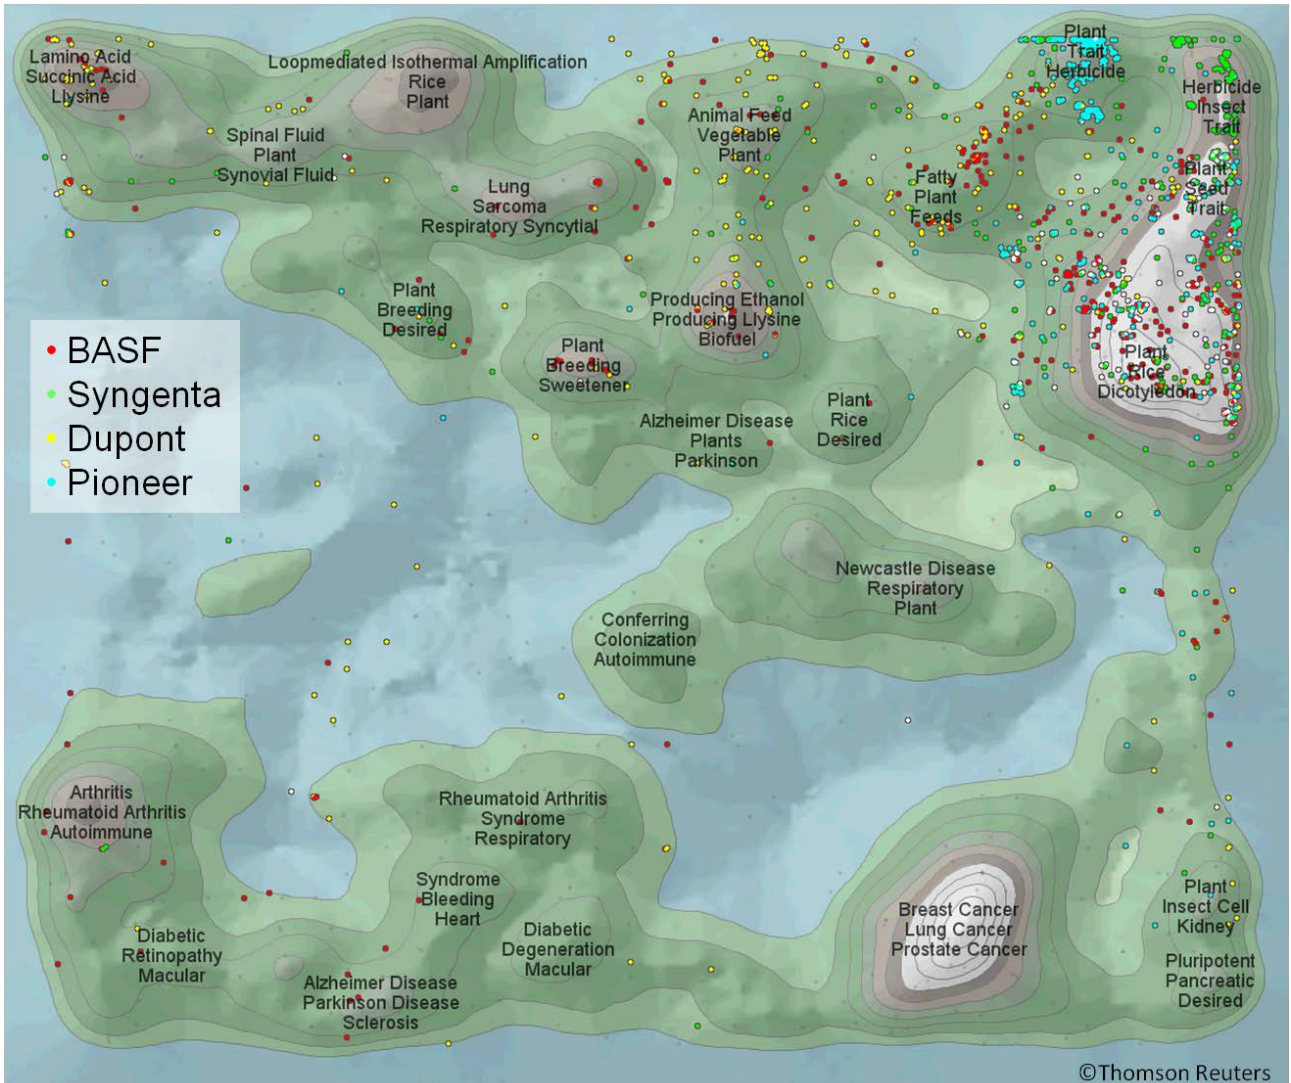 Lamino Acid
Succinic Acid
Llysine
Loopmediated Isothermal Amplification
Rice
Plant
Spinal Fluid
Plant
Synovial Fluid
Lung
Sarcoma
Respiratory Syncytial
Animal Feed
Vegetable
Plant
Plant
Trait
Herbicide
Herbicide
Insect
Trait
Fatty
Plant
Feeds
Plant
Seed
Trait
Plant
Breeding
Desired
Producing Ethanol
Producing Llysine
Biofuel
Plant
Breeding
Sweetener
Plant
Rice
Dicotyledon
BASF
Syngenta
Dupont
Pioneer
Alzheimer Disease
Plants
Parkinson
Plant
Rice
Desired
Newcastle Disease
Respiratory
Plant
Conferring
Colonization
Autoimmune
Arthritis
Rheumatoid Arthritis
Autoimmune
Rheumatoid Arthritis
Syndrome
Respiratory
Syndrome
Bleeding
Heart
Diabetic
Retinopathy
Macular
Diabetic
Degeneration
Macular
Alzheimer Disease
Parkinson Disease
Sclerosis
Breast Cancer
Lung Cancer
Prostate Cancer
Plant
Insect Cell
Kidney
Pluripotent
Pancreatic
Desired
©Thomson Reuters